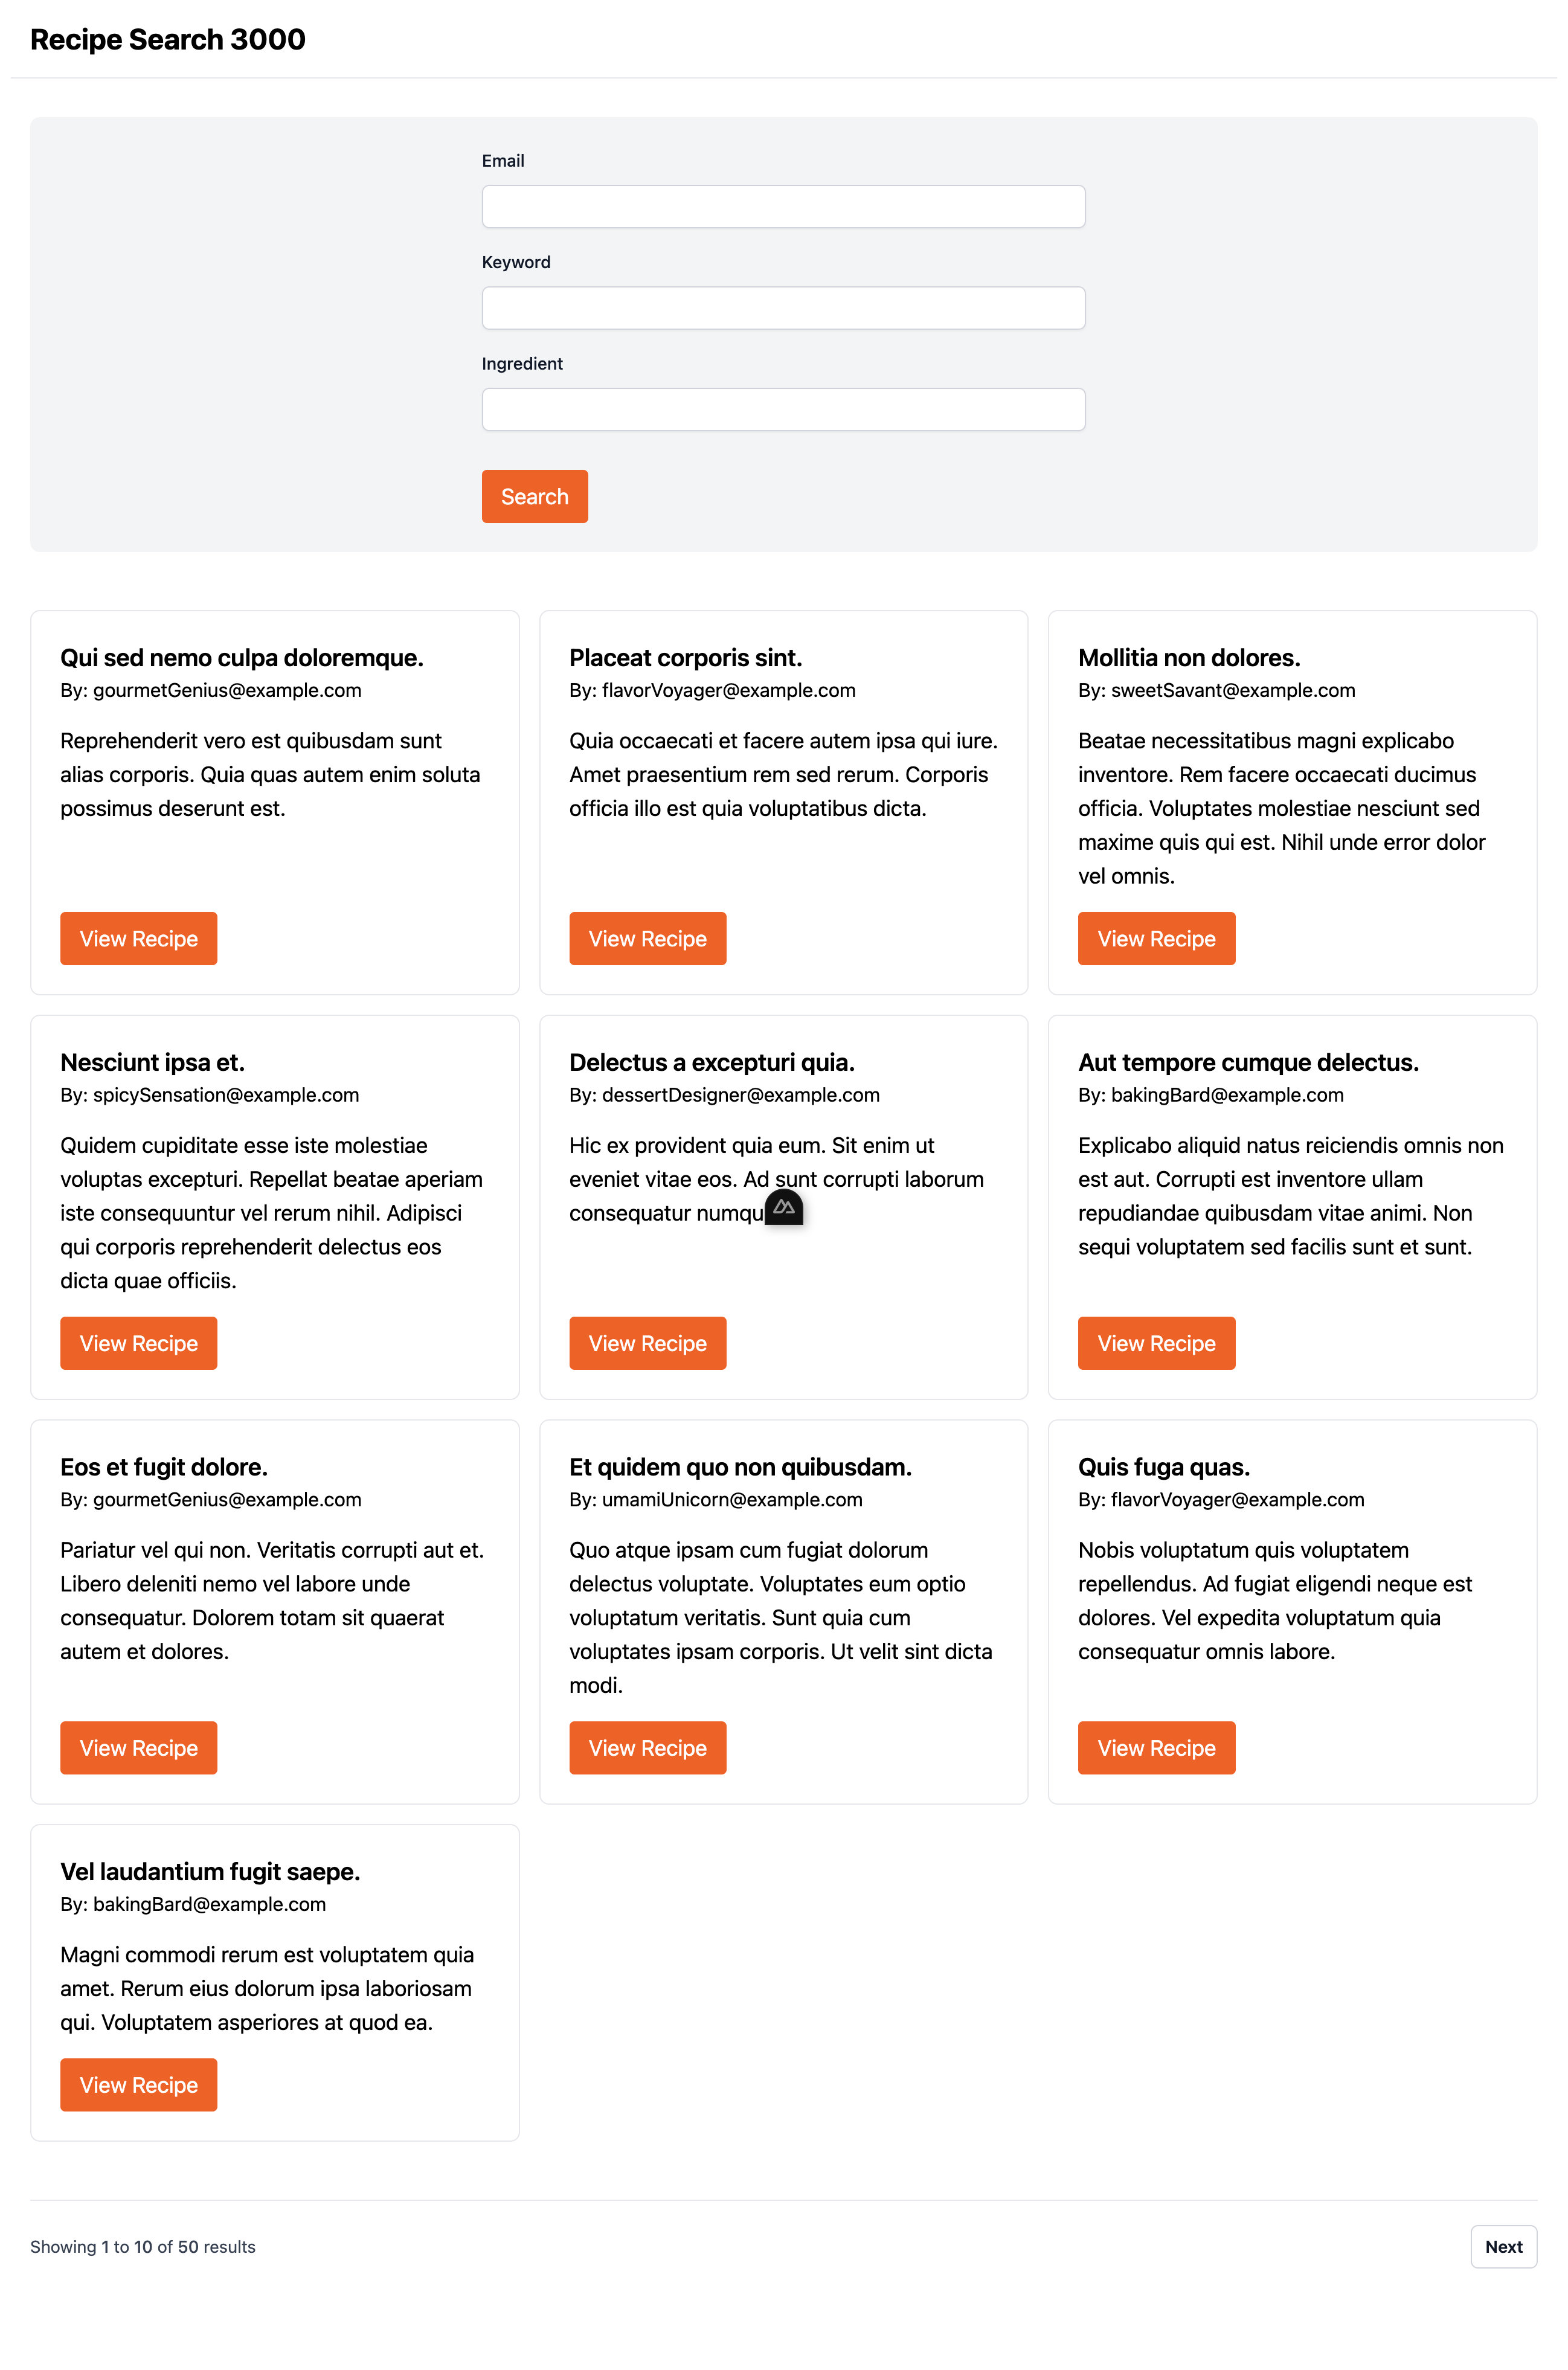 Recipe Search 3000
Email
Keyword
Ingredient
Search
Qui sed nemo culpa doloremque.
By: gourmetGenius@example.com
Reprehenderit vero est quibusdam sunt
alias corporis. Quia quas autem enim soluta
possimus deserunt est.
View Recipe
Placeat corporis sint.
By: flavorVoyager@example.com
Quia occaecati et facere autem ipsa qui iure.
Amet praesentium rem sed rerum. Corporis
officia illo est quia voluptatibus dicta.
View Recipe
Mollitia non dolores.
By: sweetSavant@example.com
Beatae necessitatibus magni explicabo
inventore. Rem facere occaecati ducimus
officia. Voluptates molestiae nesciunt sed
maxime quis qui est. Nihil unde error dolor
vel omnis.
View Recipe
Nesciunt ipsa et.
By: spicySensation@example.com
Quidem cupiditate esse iste molestiae
voluptas excepturi. Repellat beatae aperiam
iste consequuntur vel rerum nihil. Adipisci
qui corporis reprehenderit delectus eos
dicta quae officiis.
View Recipe
Delectus a excepturi quia.
By: dessertDesigner@example.com
Hic ex provident quia eum. Sit enim ut
eveniet vitae eos. Ad sunt corrupti laborum
consequatur
View Recipe
Aut tempore cumque delectus.
By: bakingBard@example.com
Explicabo aliquid natus reiciendis omnis non
est aut. Corrupti est inventore ullam
repudiandae quibusdam vitae animi. Non
sequi voluptatem sed facilis sunt et sunt.
View Recipe
Eos et fugit dolore.
By: gourmetGenius@example.com
Pariatur vel qui non. Veritatis corrupti aut et.
Libero deleniti nemo vel labore unde
consequatur. Dolorem totam sit quaerat
autem et dolores.
View Recipe
Et quidem quo non quibusdam.
By: umamiUnicorn@example.com
Quo atque ipsam cum fugiat dolorum
delectus voluptate. Voluptates eum optio
voluptatum veritatis. Sunt quia cum
voluptates ipsam corporis. Ut velit sint dicta
modi.
View Recipe
Quis fuga quas.
By: flavorVoyager@example.com
Nobis voluptatum quis voluptatem
repellendus. Ad fugiat eligendi neque est
dolores. Vel expedita voluptatum quia
consequatur omnis labore.
View Recipe
Vel laudantium fugit saepe.
By: bakingBard@example.com
Magni commodi rerum est voluptatem quia
amet. Rerum eius dolorum ipsa laboriosam
qui. Voluptatem asperiores at quod ea.
View Recipe
Showing 1 to 10 of 50 results
Next